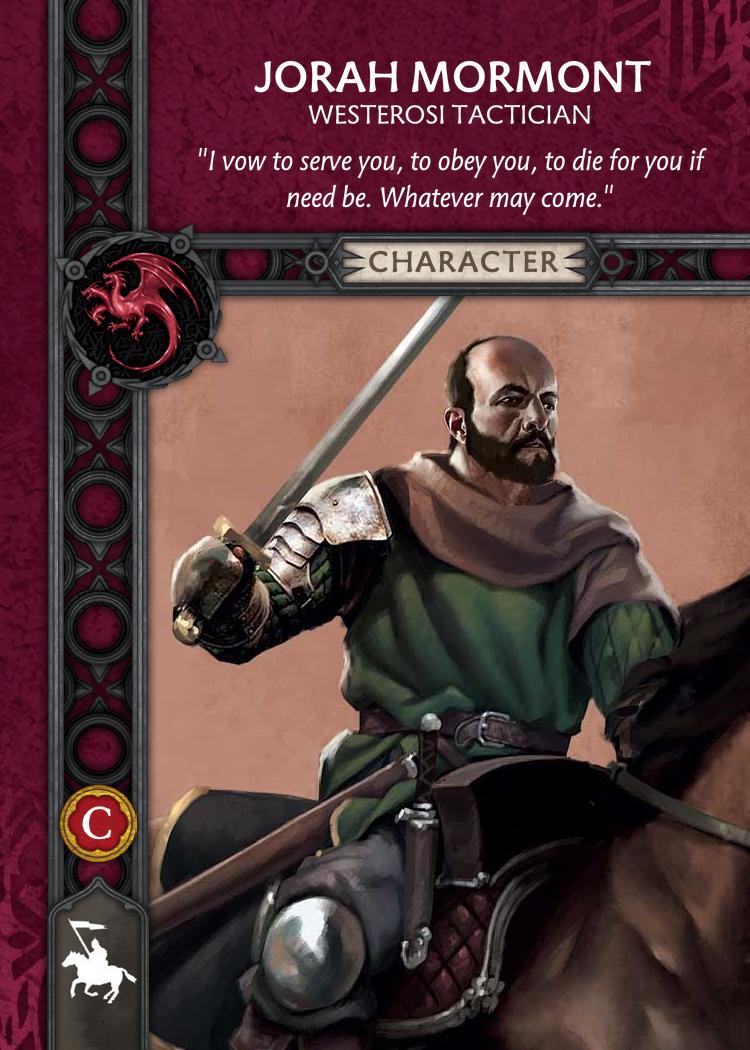 JORAH MORMONT
WESTEROSI TACTICIAN
"I vow to serve you, to obey you, to die for you if
need be. Whatever may come."
CHARACTER
C